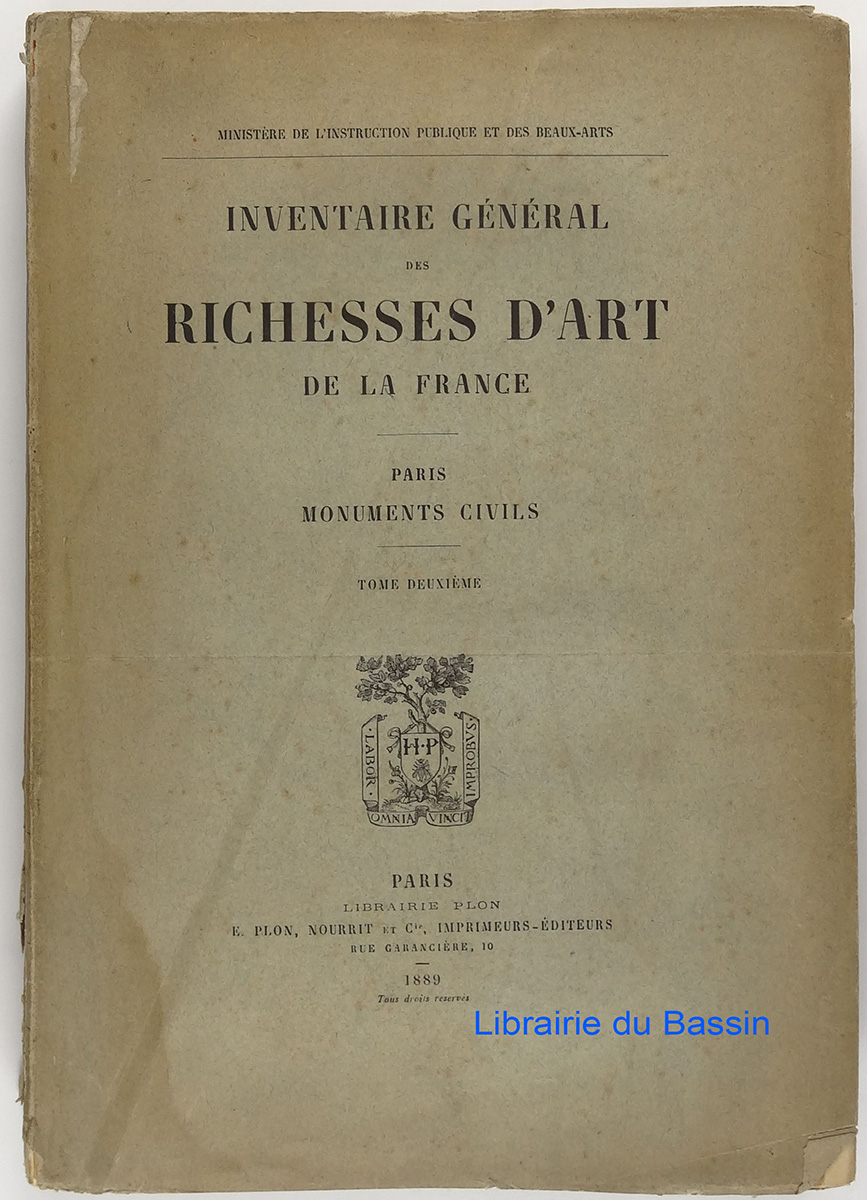 MINISTÈRE DE L'INSTRUCTION PUBLIQUE ET DES BEAUX-ARTS
INVENTAIRE GÉNÉRAL
DES
RICHESSES D'ART
DE LA FRANCE
PARIS
MONUMENTS CIVILS
TOME DEUXIÈME
H·P
·LABOR·
IMPROBVS·
OMNIA VINCIT
PARIS
LIBRAIRIE PLON
E. PLON, NOURRIT ET Cie, IMPRIMEURS-ÉDITEURS
RUE GARANCIÈRE, 10
1889
Tous droits réservés
Librairie du Bassin